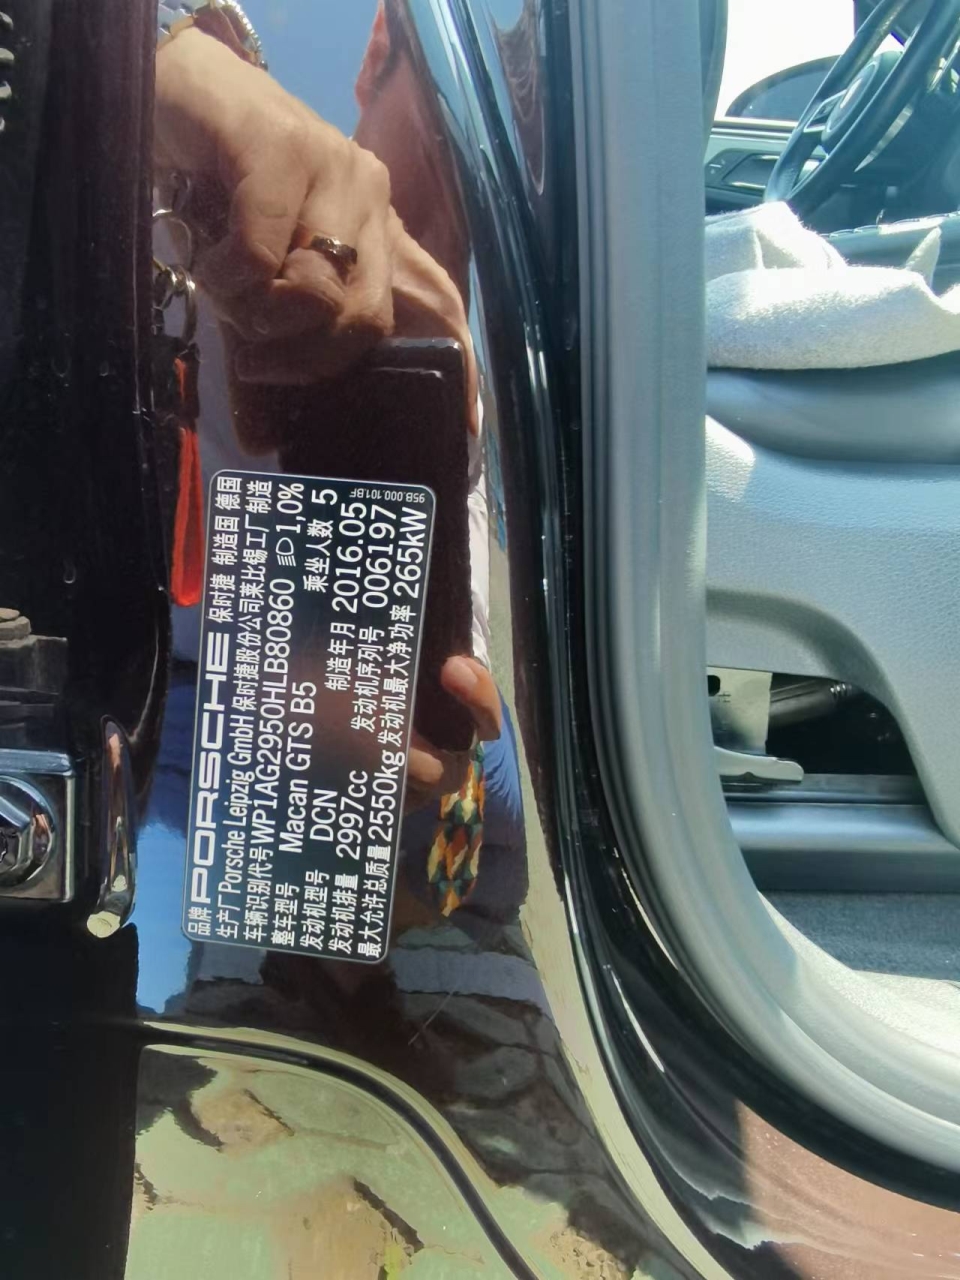 品牌 PORSCHE 保时捷 制造国 德国
生产厂 Porsche Leipzig GmbH 保时捷股份公司莱比锡工厂制造
车辆识别代号 WP1AG2950HLB80860 1,0%
整车型号 Macan GTS B5 乘坐人数 5
发动机型号 DCN 制造年月 2016.05
发动机排量 2997cc 发动机序列号 006197
最大允许总质量 2550kg 发动机最大净功率 265kW
95B.000.101.BF